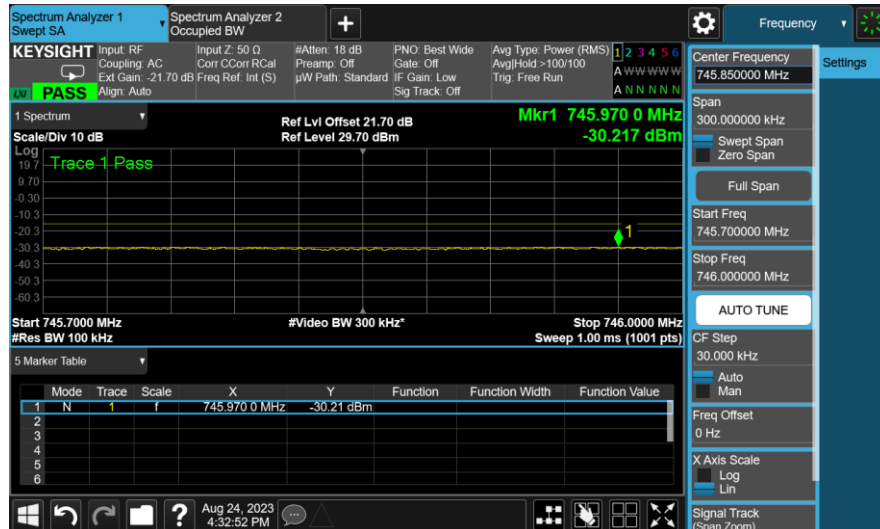 Spectrum Analyzer 1
Swept SA
Spectrum Analyzer 2
Occupied BW
+
Frequency
KEYSIGHT
LXI
PASS
Input: RF
Coupling: AC
Ext Gain: -21.70 dB
Align: Auto
Input Z: 50 Ω
Corr CCorr RCal
Freq Ref: Int (S)
#Atten: 18 dB
Preamp: Off
µW Path: Standard
PNO: Best Wide
Gate: Off
IF Gain: Low
Sig Track: Off
Avg Type: Power (RMS)
Avg|Hold:>100/100
Trig: Free Run
1 2 3 4 5 6
A W W W W W
A N N N N N
1 Spectrum
Scale/Div 10 dB
Ref Lvl Offset 21.70 dB
Ref Level 29.70 dBm
Mkr1 745.970 0 MHz
-30.217 dBm
Log
Trace 1 Pass
19.7
9.70
-0.30
-10.3
-20.3
-30.3
-40.3
-50.3
-60.3
1
Start 745.7000 MHz
#Res BW 100 kHz
#Video BW 300 kHz*
Stop 746.0000 MHz
Sweep 1.00 ms (1001 pts)
5 Marker Table
Mode Trace Scale X Y Function Function Width Function Value
1 N 1 f 745.970 0 MHz -30.21 dBm
2
3
4
5
6
Aug 24, 2023
4:32:52 PM
?
Center Frequency
745.850000 MHz
Settings
Span
300.000000 kHz
Swept Span
Zero Span
Full Span
Start Freq
745.700000 MHz
Stop Freq
746.000000 MHz
AUTO TUNE
CF Step
30.000 kHz
Auto
Man
Freq Offset
0 Hz
X Axis Scale
Log
Lin
Signal Track
(Span Zoom)